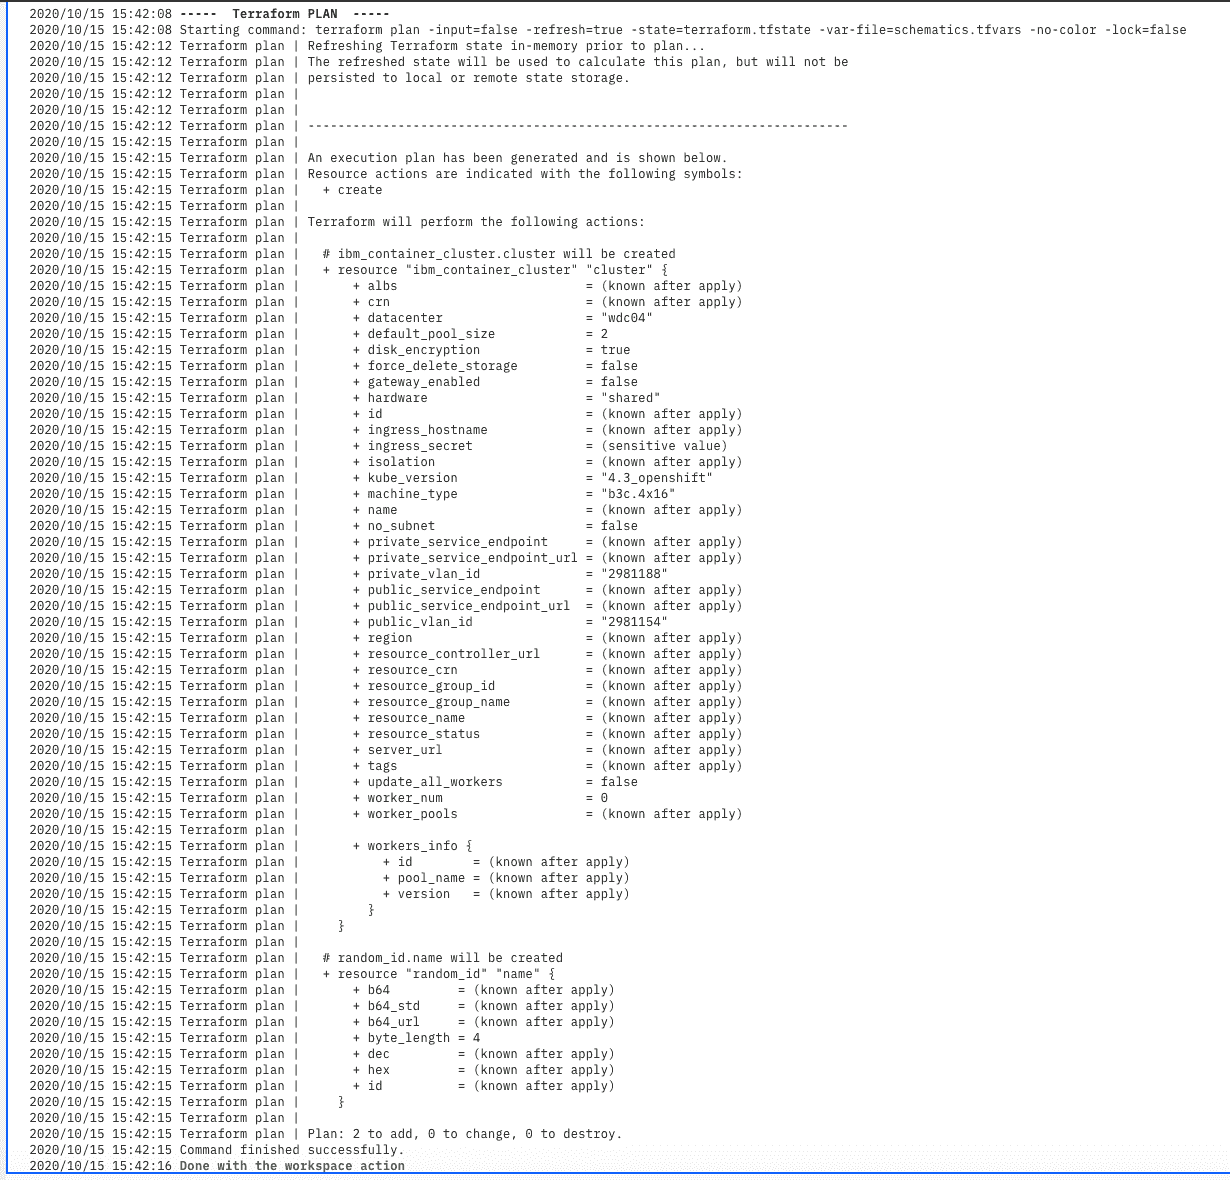 2020/10/15 15:42:08 -----  Terraform PLAN  -----
2020/10/15 15:42:08 Starting command: terraform plan -input=false -refresh=true -state=terraform.tfstate -var-file=schematics.tfvars -no-color -lock=false
2020/10/15 15:42:12 Terraform plan | Refreshing Terraform state in-memory prior to plan...
2020/10/15 15:42:12 Terraform plan | The refreshed state will be used to calculate this plan, but will not be
2020/10/15 15:42:12 Terraform plan | persisted to local or remote state storage.
2020/10/15 15:42:12 Terraform plan |
2020/10/15 15:42:12 Terraform plan |
2020/10/15 15:42:12 Terraform plan | ------------------------------------------------------------------------
2020/10/15 15:42:15 Terraform plan |
2020/10/15 15:42:15 Terraform plan | An execution plan has been generated and is shown below.
2020/10/15 15:42:15 Terraform plan | Resource actions are indicated with the following symbols:
2020/10/15 15:42:15 Terraform plan |   + create
2020/10/15 15:42:15 Terraform plan |
2020/10/15 15:42:15 Terraform plan | Terraform will perform the following actions:
2020/10/15 15:42:15 Terraform plan |
2020/10/15 15:42:15 Terraform plan |   # ibm_container_cluster.cluster will be created
2020/10/15 15:42:15 Terraform plan |   + resource "ibm_container_cluster" "cluster" {
2020/10/15 15:42:15 Terraform plan |       + albs                         = (known after apply)
2020/10/15 15:42:15 Terraform plan |       + crn                          = (known after apply)
2020/10/15 15:42:15 Terraform plan |       + datacenter                   = "wdc04"
2020/10/15 15:42:15 Terraform plan |       + default_pool_size            = 2
2020/10/15 15:42:15 Terraform plan |       + disk_encryption              = true
2020/10/15 15:42:15 Terraform plan |       + force_delete_storage         = false
2020/10/15 15:42:15 Terraform plan |       + gateway_enabled              = false
2020/10/15 15:42:15 Terraform plan |       + hardware                     = "shared"
2020/10/15 15:42:15 Terraform plan |       + id                           = (known after apply)
2020/10/15 15:42:15 Terraform plan |       + ingress_hostname             = (known after apply)
2020/10/15 15:42:15 Terraform plan |       + ingress_secret               = (sensitive value)
2020/10/15 15:42:15 Terraform plan |       + isolation                    = (known after apply)
2020/10/15 15:42:15 Terraform plan |       + kube_version                 = "4.3_openshift"
2020/10/15 15:42:15 Terraform plan |       + machine_type                 = "b3c.4x16"
2020/10/15 15:42:15 Terraform plan |       + name                         = (known after apply)
2020/10/15 15:42:15 Terraform plan |       + no_subnet                    = false
2020/10/15 15:42:15 Terraform plan |       + private_service_endpoint     = (known after apply)
2020/10/15 15:42:15 Terraform plan |       + private_service_endpoint_url = (known after apply)
2020/10/15 15:42:15 Terraform plan |       + private_vlan_id              = "2981188"
2020/10/15 15:42:15 Terraform plan |       + public_service_endpoint      = (known after apply)
2020/10/15 15:42:15 Terraform plan |       + public_service_endpoint_url  = (known after apply)
2020/10/15 15:42:15 Terraform plan |       + public_vlan_id               = "2981154"
2020/10/15 15:42:15 Terraform plan |       + region                       = (known after apply)
2020/10/15 15:42:15 Terraform plan |       + resource_controller_url      = (known after apply)
2020/10/15 15:42:15 Terraform plan |       + resource_crn                 = (known after apply)
2020/10/15 15:42:15 Terraform plan |       + resource_group_id            = (known after apply)
2020/10/15 15:42:15 Terraform plan |       + resource_group_name          = (known after apply)
2020/10/15 15:42:15 Terraform plan |       + resource_name                = (known after apply)
2020/10/15 15:42:15 Terraform plan |       + resource_status              = (known after apply)
2020/10/15 15:42:15 Terraform plan |       + server_url                   = (known after apply)
2020/10/15 15:42:15 Terraform plan |       + tags                         = (known after apply)
2020/10/15 15:42:15 Terraform plan |       + update_all_workers           = false
2020/10/15 15:42:15 Terraform plan |       + worker_num                   = 0
2020/10/15 15:42:15 Terraform plan |       + worker_pools                 = (known after apply)
2020/10/15 15:42:15 Terraform plan |
2020/10/15 15:42:15 Terraform plan |       + workers_info {
2020/10/15 15:42:15 Terraform plan |           + id        = (known after apply)
2020/10/15 15:42:15 Terraform plan |           + pool_name = (known after apply)
2020/10/15 15:42:15 Terraform plan |           + version   = (known after apply)
2020/10/15 15:42:15 Terraform plan |         }
2020/10/15 15:42:15 Terraform plan |     }
2020/10/15 15:42:15 Terraform plan |
2020/10/15 15:42:15 Terraform plan |   # random_id.name will be created
2020/10/15 15:42:15 Terraform plan |   + resource "random_id" "name" {
2020/10/15 15:42:15 Terraform plan |       + b64         = (known after apply)
2020/10/15 15:42:15 Terraform plan |       + b64_std     = (known after apply)
2020/10/15 15:42:15 Terraform plan |       + b64_url     = (known after apply)
2020/10/15 15:42:15 Terraform plan |       + byte_length = 4
2020/10/15 15:42:15 Terraform plan |       + dec         = (known after apply)
2020/10/15 15:42:15 Terraform plan |       + hex         = (known after apply)
2020/10/15 15:42:15 Terraform plan |       + id          = (known after apply)
2020/10/15 15:42:15 Terraform plan |     }
2020/10/15 15:42:15 Terraform plan |
2020/10/15 15:42:15 Terraform plan | Plan: 2 to add, 0 to change, 0 to destroy.
2020/10/15 15:42:15 Command finished successfully.
2020/10/15 15:42:16 Done with the workspace action